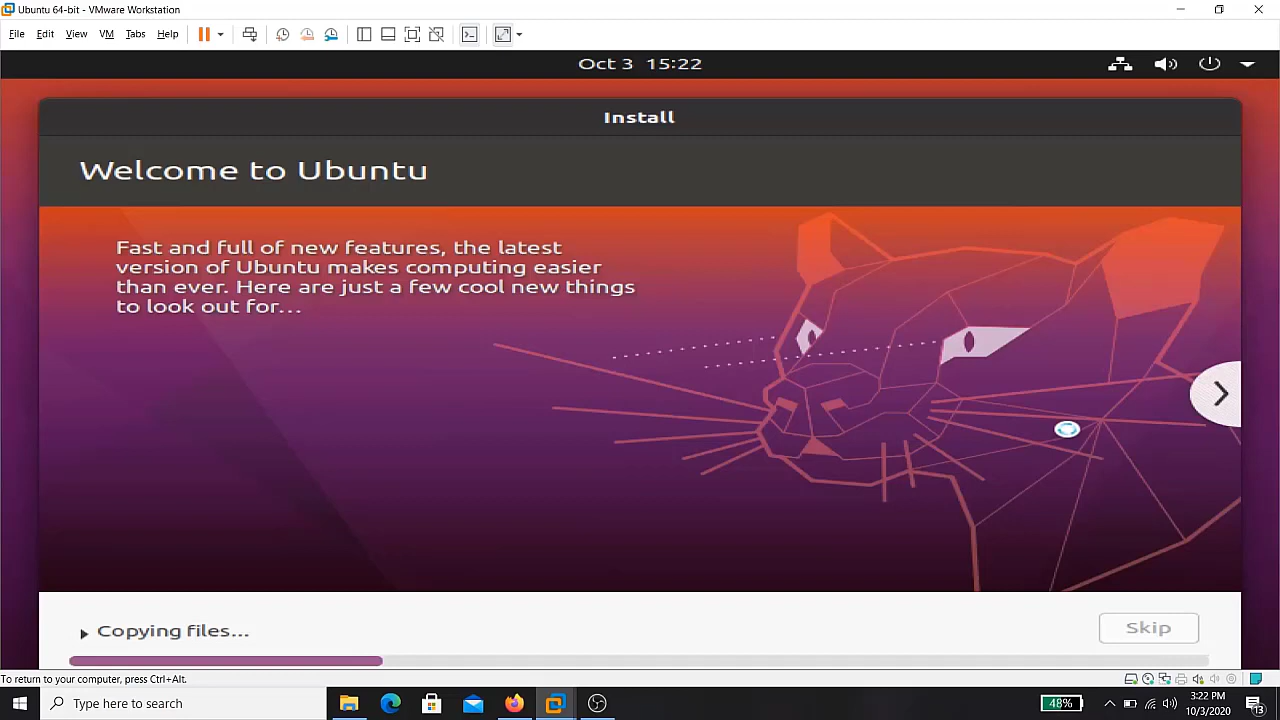 Ubuntu 64-bit - VMware Workstation
File Edit View VM Tabs Help
Oct 3 15:22
Install
Welcome to Ubuntu
Fast and full of new features, the latest
version of Ubuntu makes computing easier
than ever. Here are just a few cool new things
to look out for...
Copying files...
Skip
To return to your computer, press Ctrl+Alt.
Type here to search
48%
3:22 PM
10/3/2020
13